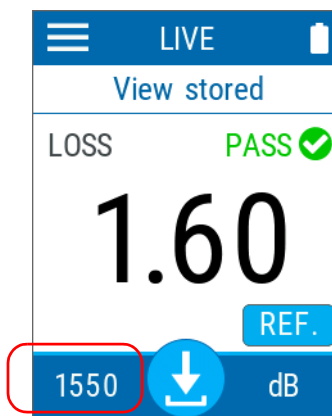 LIVE
View stored
LOSS PASS
1.60
REF.
1550 dB